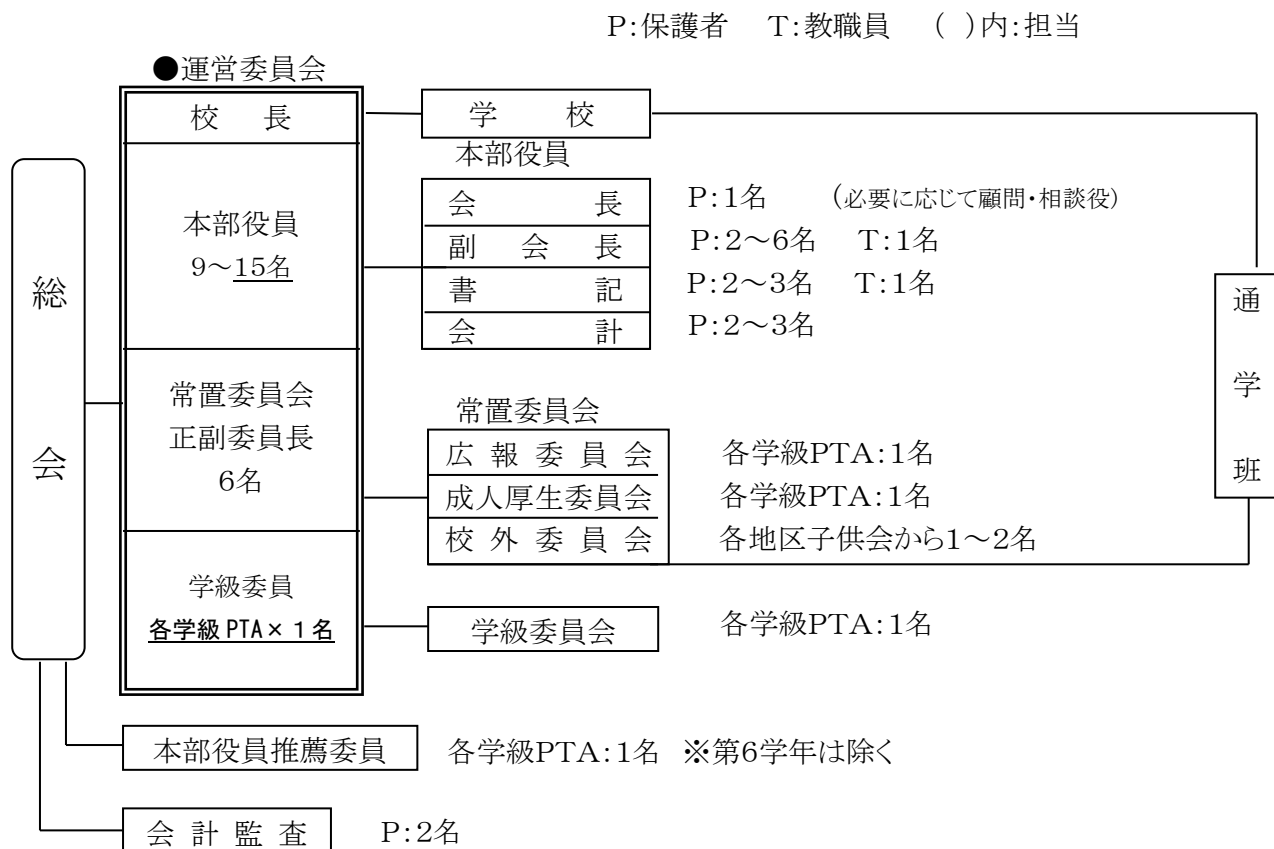 P：保護者　T：教職員　（ ）内：担当
●運営委員会
校　長
学　校
本部役員
本部役員
9～15名
会　長　P：1名　（必要に応じて顧問・相談役）
副　会　長　P：2～6名　T：1名
書　記　P：2～3名　T：1名
会　計　P：2～3名
総会
通学班
常置委員会
正副委員長
6名
常置委員会
広報委員会　各学級PTA：1名
成人厚生委員会　各学級PTA：1名
校外委員会　各地区子供会から1～2名
学級委員
各学級 PTA× 1 名
学級委員会　各学級PTA：1名
本部役員推薦委員　各学級PTA：1名　※第6学年は除く
会計監査　P：2名